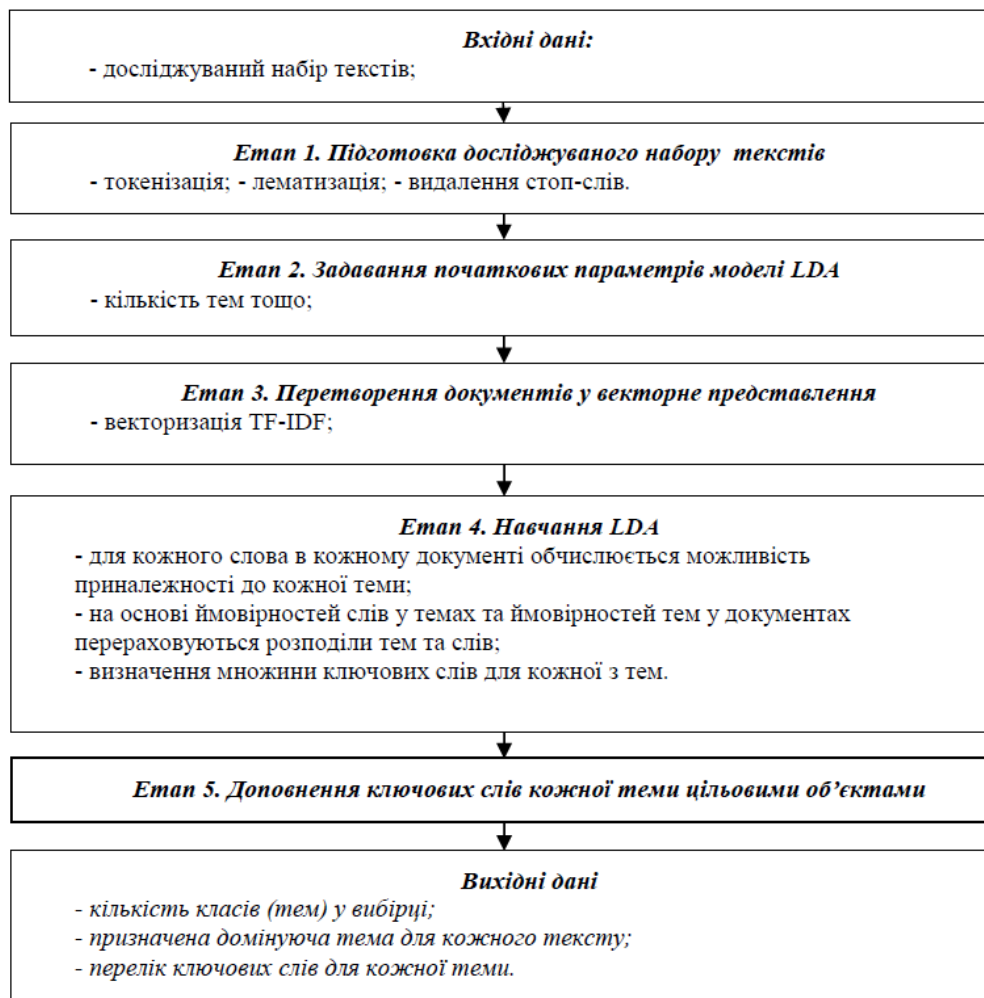 Вхідні дані:
- досліджуваний набір текстів;
Етап 1. Підготовка досліджуваного набору текстів
- токенізація; - лематизація; - видалення стоп-слів.
Етап 2. Задавання початкових параметрів моделі LDA
- кількість тем тощо;
Етап 3. Перетворення документів у векторне представлення
- векторизація TF-IDF;
Етап 4. Навчання LDA
- для кожного слова в кожному документі обчислюється можливість
приналежності до кожної теми;
- на основі ймовірностей слів у темах та ймовірностей тем у документах
перераховуються розподіли тем та слів;
- визначення множини ключових слів для кожної з тем.
Етап 5. Доповнення ключових слів кожної теми цільовими об’єктами
Вихідні дані
- кількість класів (тем) у вибірці;
- призначена домінуюча тема для кожного тексту;
- перелік ключових слів для кожної теми.